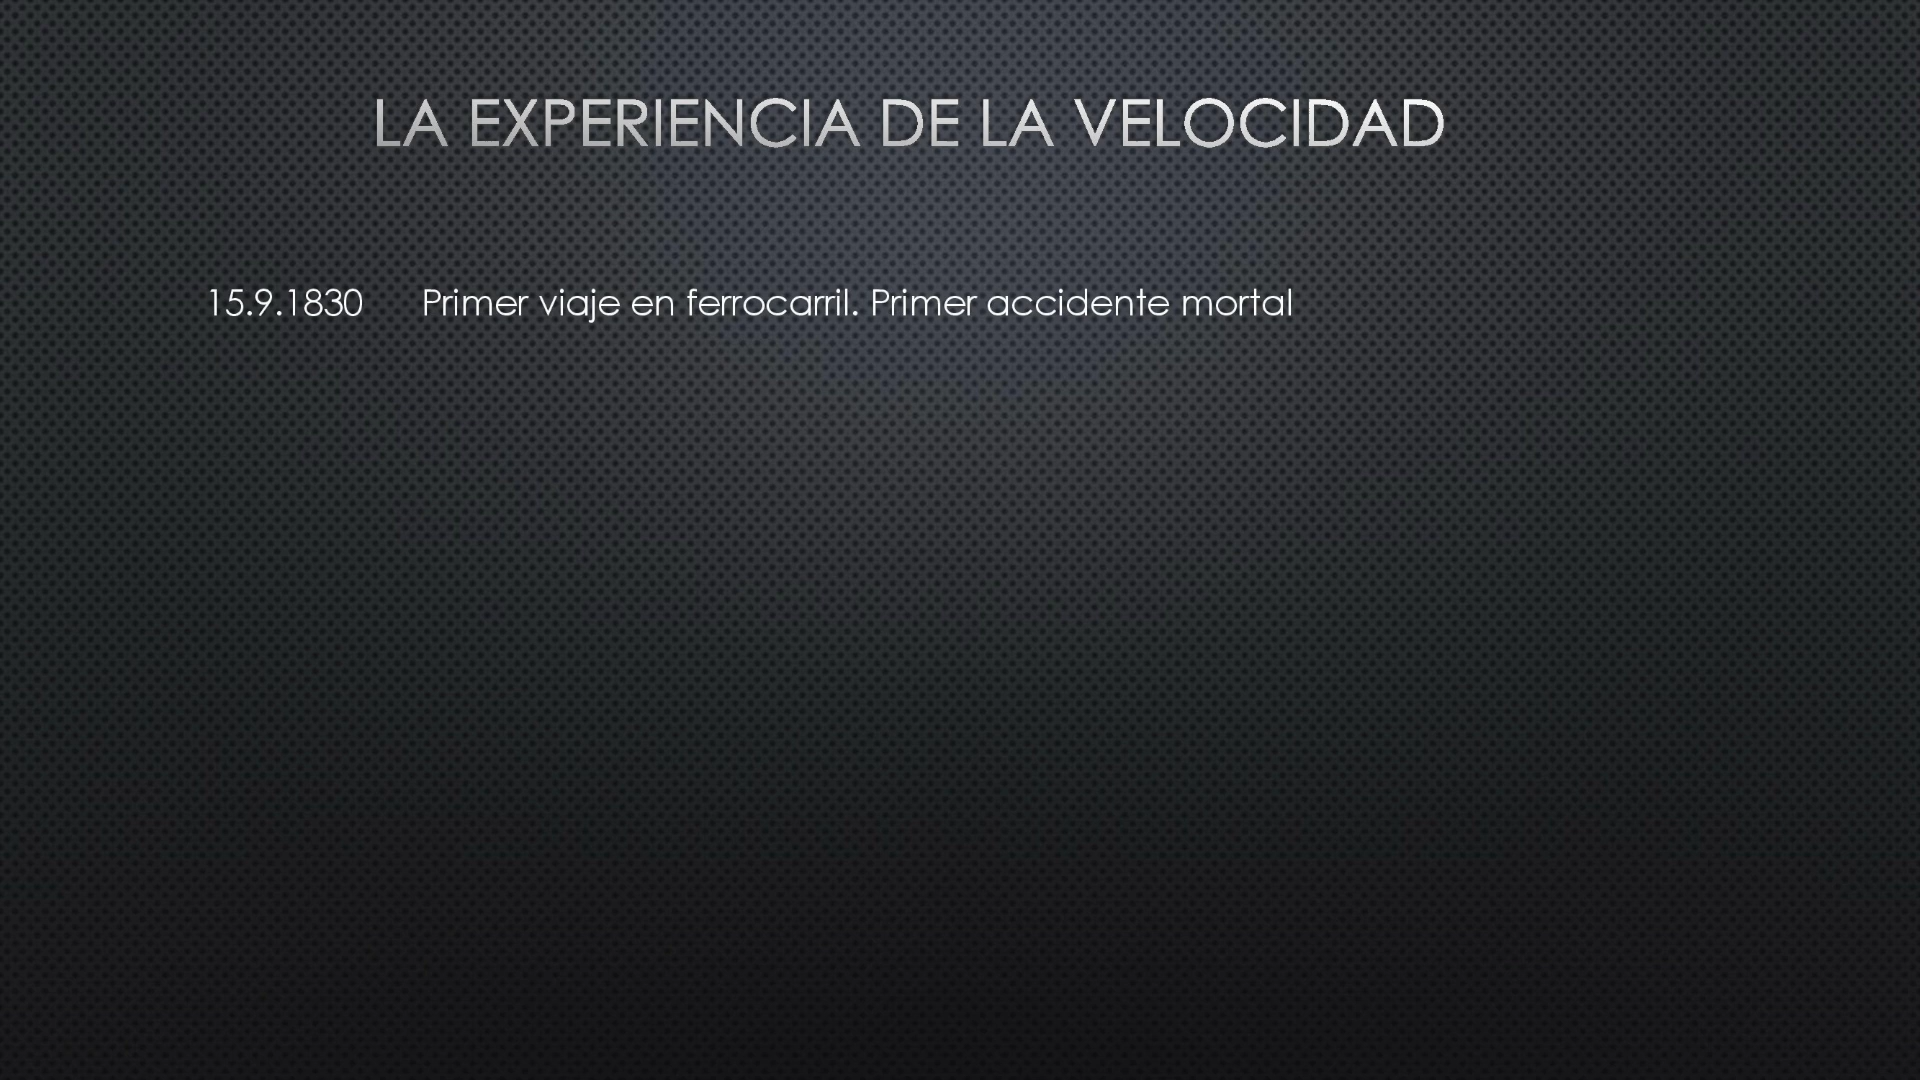 LA EXPERIENCIA DE LA VELOCIDAD
15.9.1830 Primer viaje en ferrocarril. Primer accidente mortal